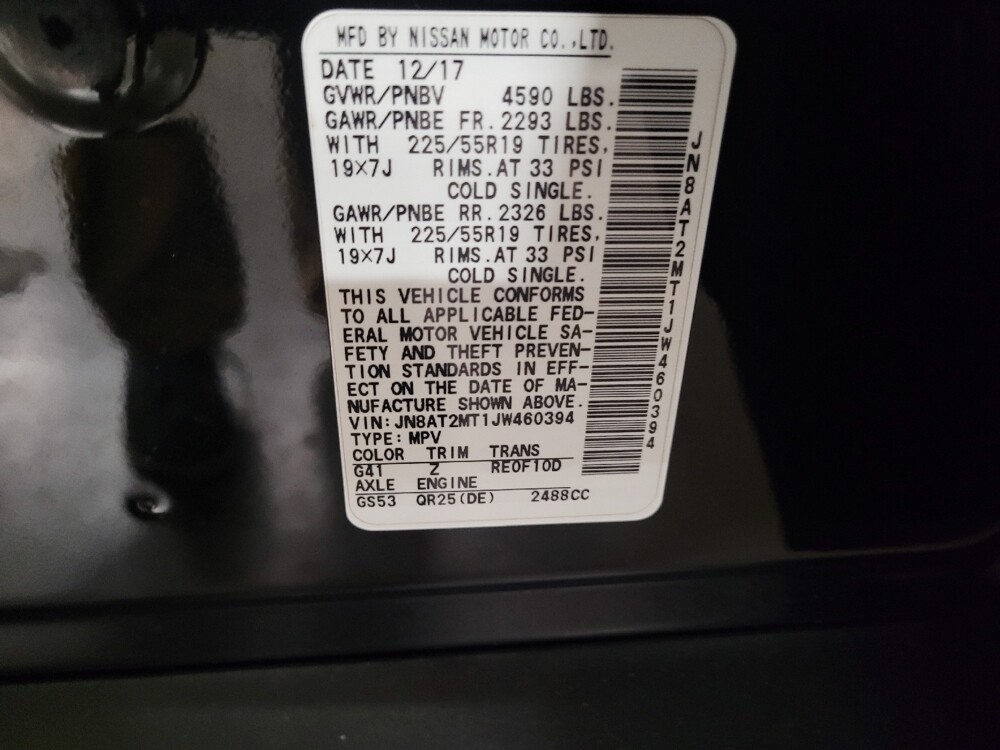 MFD BY NISSAN MOTOR CO.,LTD.
DATE 12/17
GVWR/PNBV 4590 LBS.
GAWR/PNBE FR.2293 LBS.
WITH 225/55R19 TIRES,
19×7J RIMS.AT 33 PSI
COLD SINGLE.
GAWR/PNBE RR.2326 LBS.
WITH 225/55R19 TIRES,
19×7J RIMS.AT 33 PSI
COLD SINGLE.
THIS VEHICLE CONFORMS
TO ALL APPLICABLE FED-
ERAL MOTOR VEHICLE SA-
FETY AND THEFT PREVEN-
TION STANDARDS IN EFF-
ECT ON THE DATE OF MA-
NUFACTURE SHOWN ABOVE.
VIN:JN8AT2MT1JW460394
TYPE:MPV
COLOR TRIM TRANS
G41 Z RE0F10D
AXLE ENGINE
GS53 QR25(DE) 2488CC
JN8AT2MT1JW460394